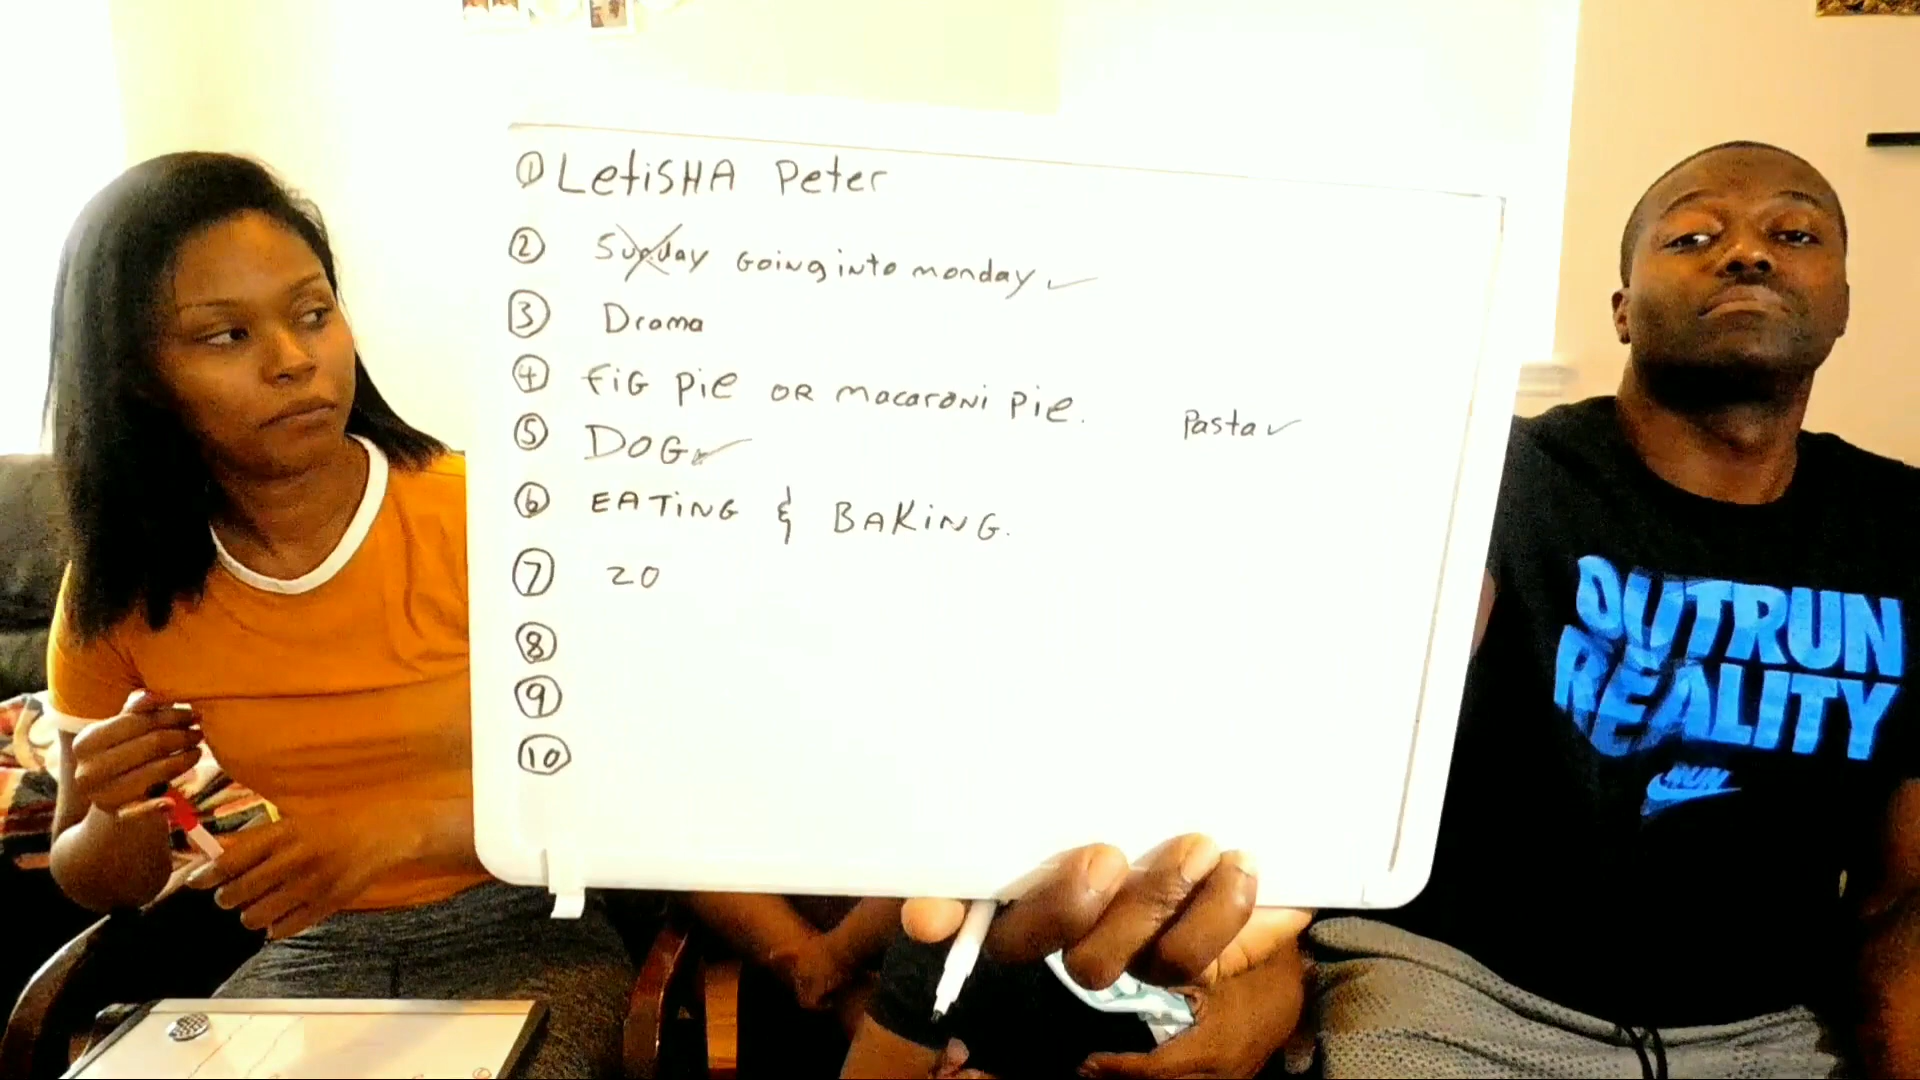 ① LetiSHA Peter
② Sunday Going into monday ✓
③ Drama
④ FiG Pie OR macaroni Pie.
Pasta ✓
⑤ DOG ✓
⑥ EATiNG & BAKiNG.
⑦ 20
⑧
⑨
⑩
OUTRUN
REALITY
RUN